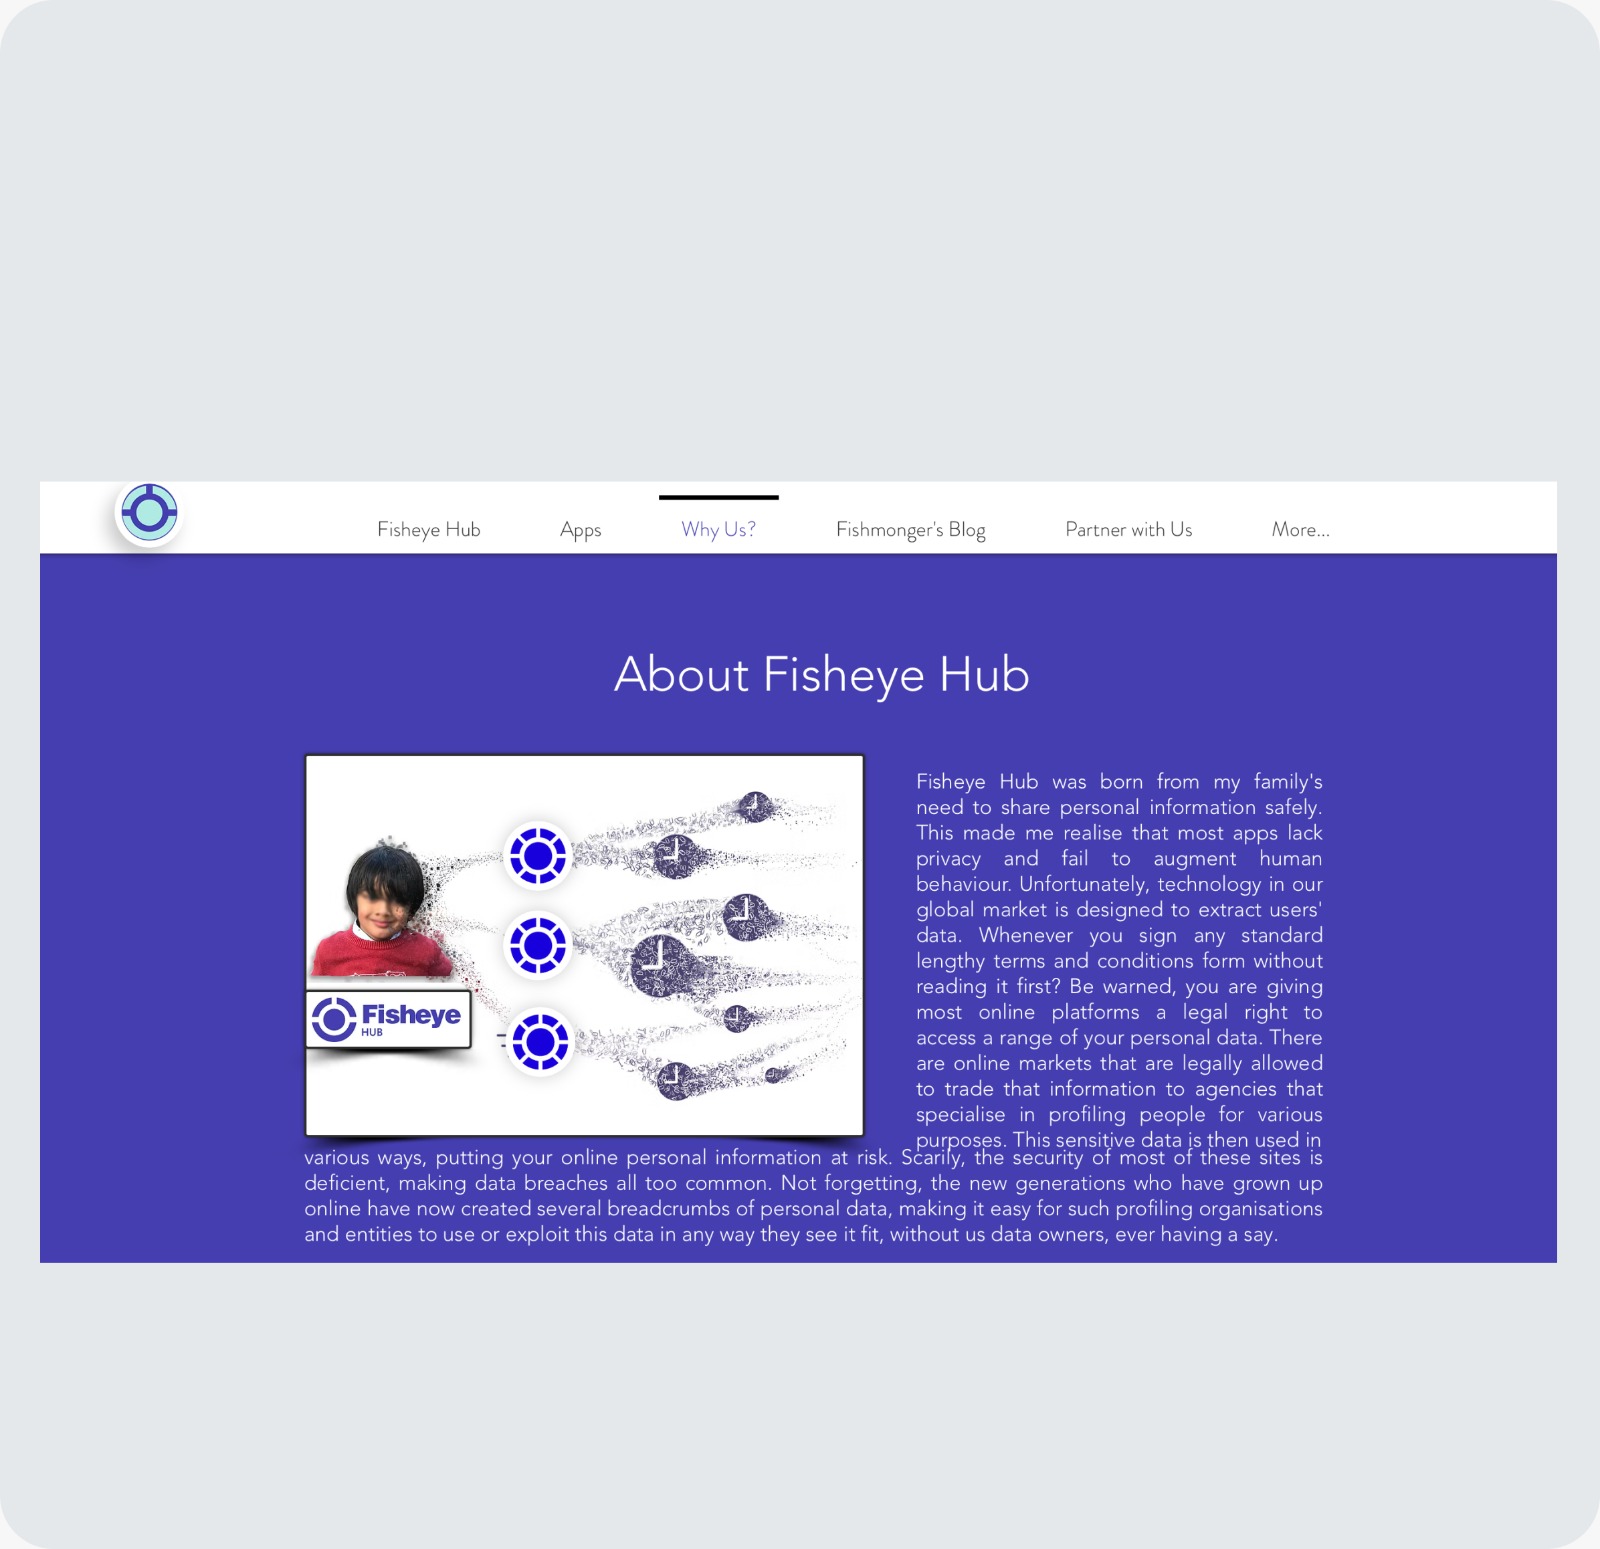 Fisheye Hub
Apps
Why Us?
Fishmonger's Blog
Partner with Us
More...
About Fisheye Hub
Fisheye
HUB
Fisheye Hub was born from my family's
need to share personal information safely.
This made me realise that most apps lack
privacy and fail to augment human
behaviour. Unfortunately, technology in our
global market is designed to extract users'
data. Whenever you sign any standard
lengthy terms and conditions form without
reading it first? Be warned, you are giving
most online platforms a legal right to
access a range of your personal data. There
are online markets that are legally allowed
to trade that information to agencies that
specialise in profiling people for various
purposes. This sensitive data is then used in
various ways, putting your online personal information at risk. Scarily, the security of most of these sites is
deficient, making data breaches all too common. Not forgetting, the new generations who have grown up
online have now created several breadcrumbs of personal data, making it easy for such profiling organisations
and entities to use or exploit this data in any way they see it fit, without us data owners, ever having a say.